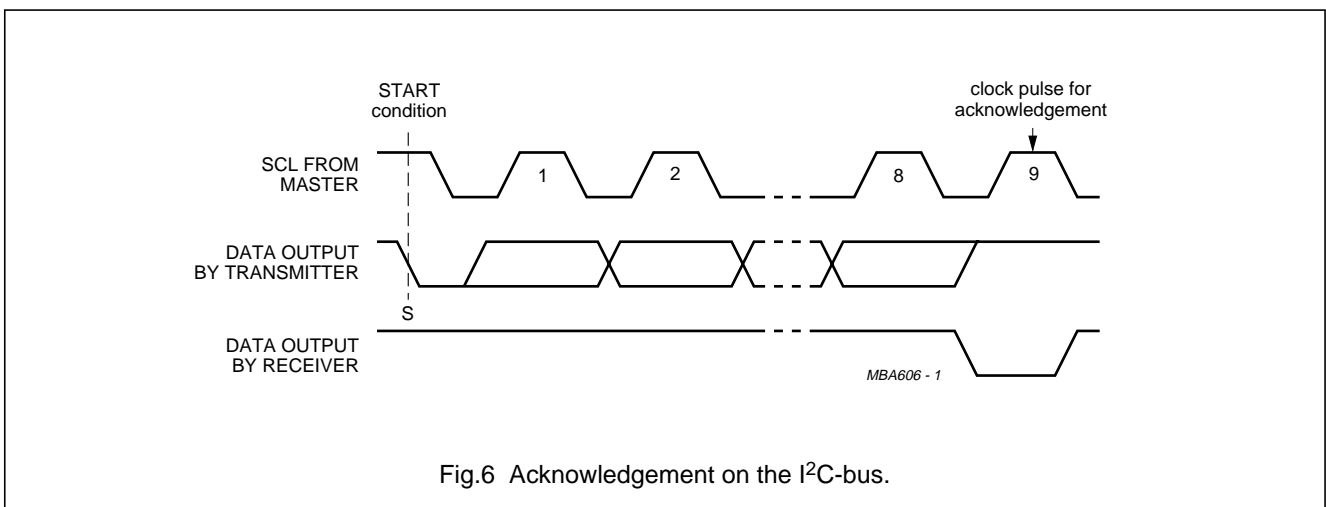 START
condition
clock pulse for
acknowledgement
SCL FROM
MASTER
1
2
8
9
DATA OUTPUT
BY TRANSMITTER
S
DATA OUTPUT
BY RECEIVER
MBA606 - 1
Fig.6 Acknowledgement on the I²C-bus.